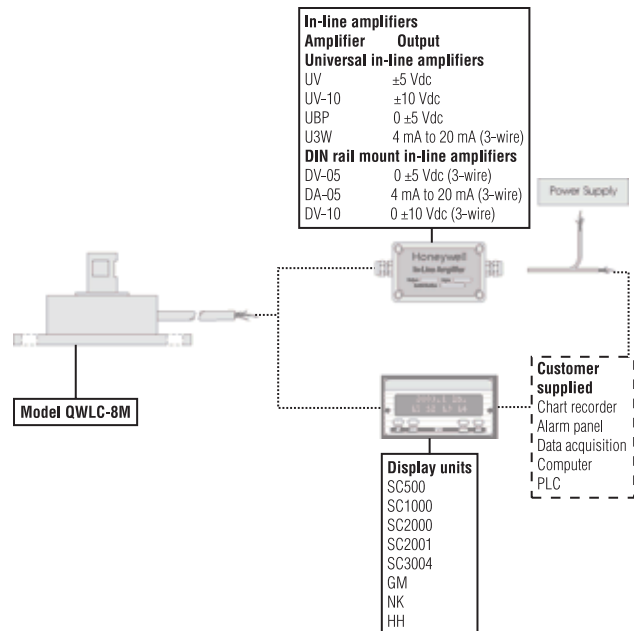 In-line amplifiers
Amplifier Output
Universal in-line amplifiers
UV ±5 Vdc
UV-10 ±10 Vdc
UBP 0 ±5 Vdc
U3W 4 mA to 20 mA (3-wire)
DIN rail mount in-line amplifiers
DV-05 0 ±5 Vdc (3-wire)
DA-05 4 mA to 20 mA (3-wire)
DV-10 0 ±10 Vdc (3-wire)
Power Supply
Honeywell
In-Line Amplifier
Model QWLC-8M
Customer
supplied
Chart recorder
Alarm panel
Data acquisition
Computer
PLC
Display units
SC500
SC1000
SC2000
SC2001
SC3004
GM
NK
HH